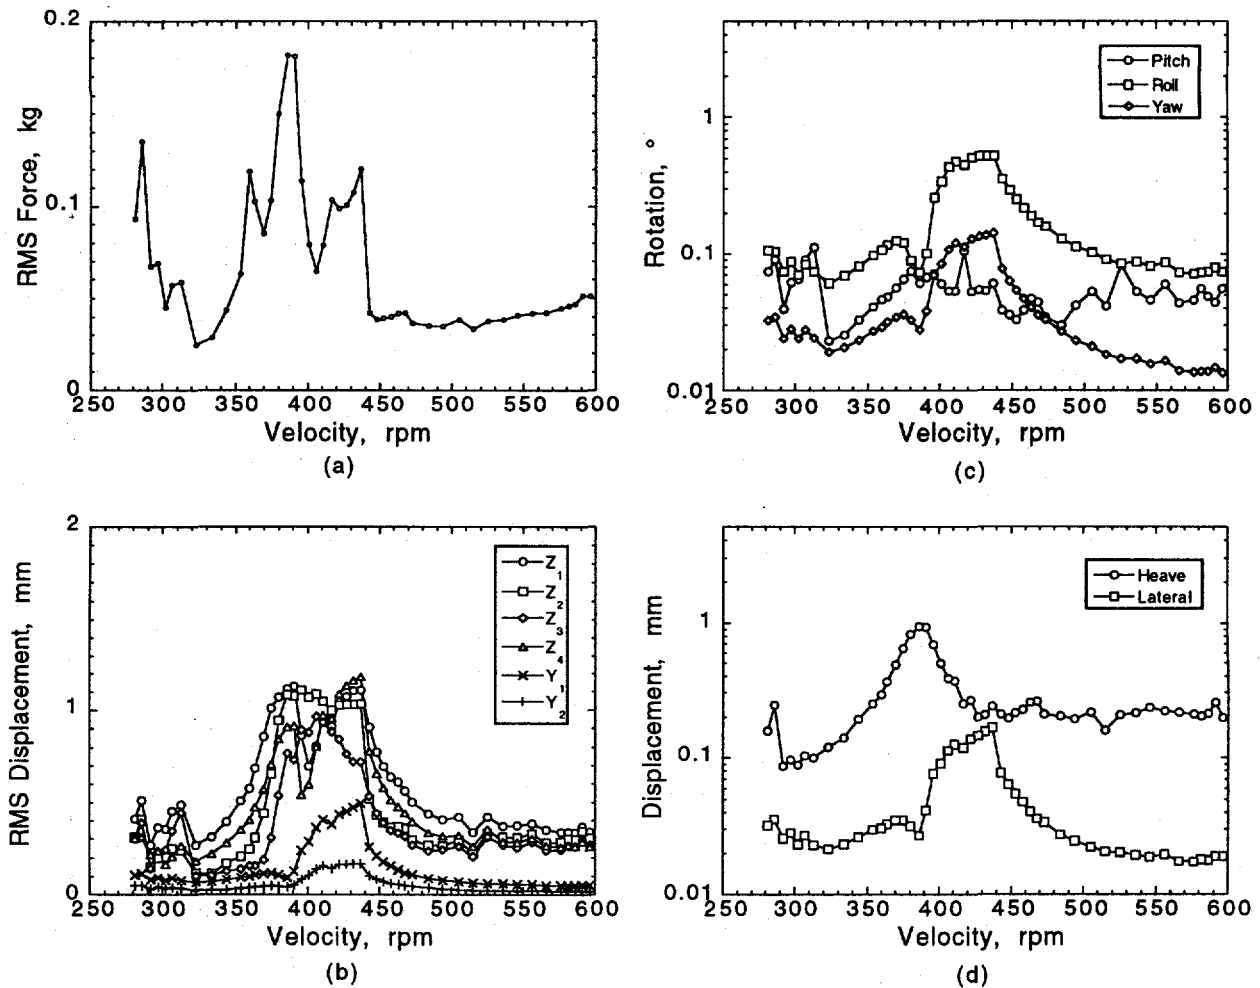 0.2
0.1
0
RMS Force, kg
250 300 350 400 450 500 550 600
Velocity, rpm
(a)
Pitch
Roll
Yaw
1
0.1
0.01
Rotation, °
250 300 350 400 450 500 550 600
Velocity, rpm
(c)
2
1
0
RMS Displacement, mm
Z1
Z2
Z3
Z4
Y1
Y2
250 300 350 400 450 500 550 600
Velocity, rpm
(b)
Heave
Lateral
1
0.1
0.01
Displacement, mm
250 300 350 400 450 500 550 600
Velocity, rpm
(d)